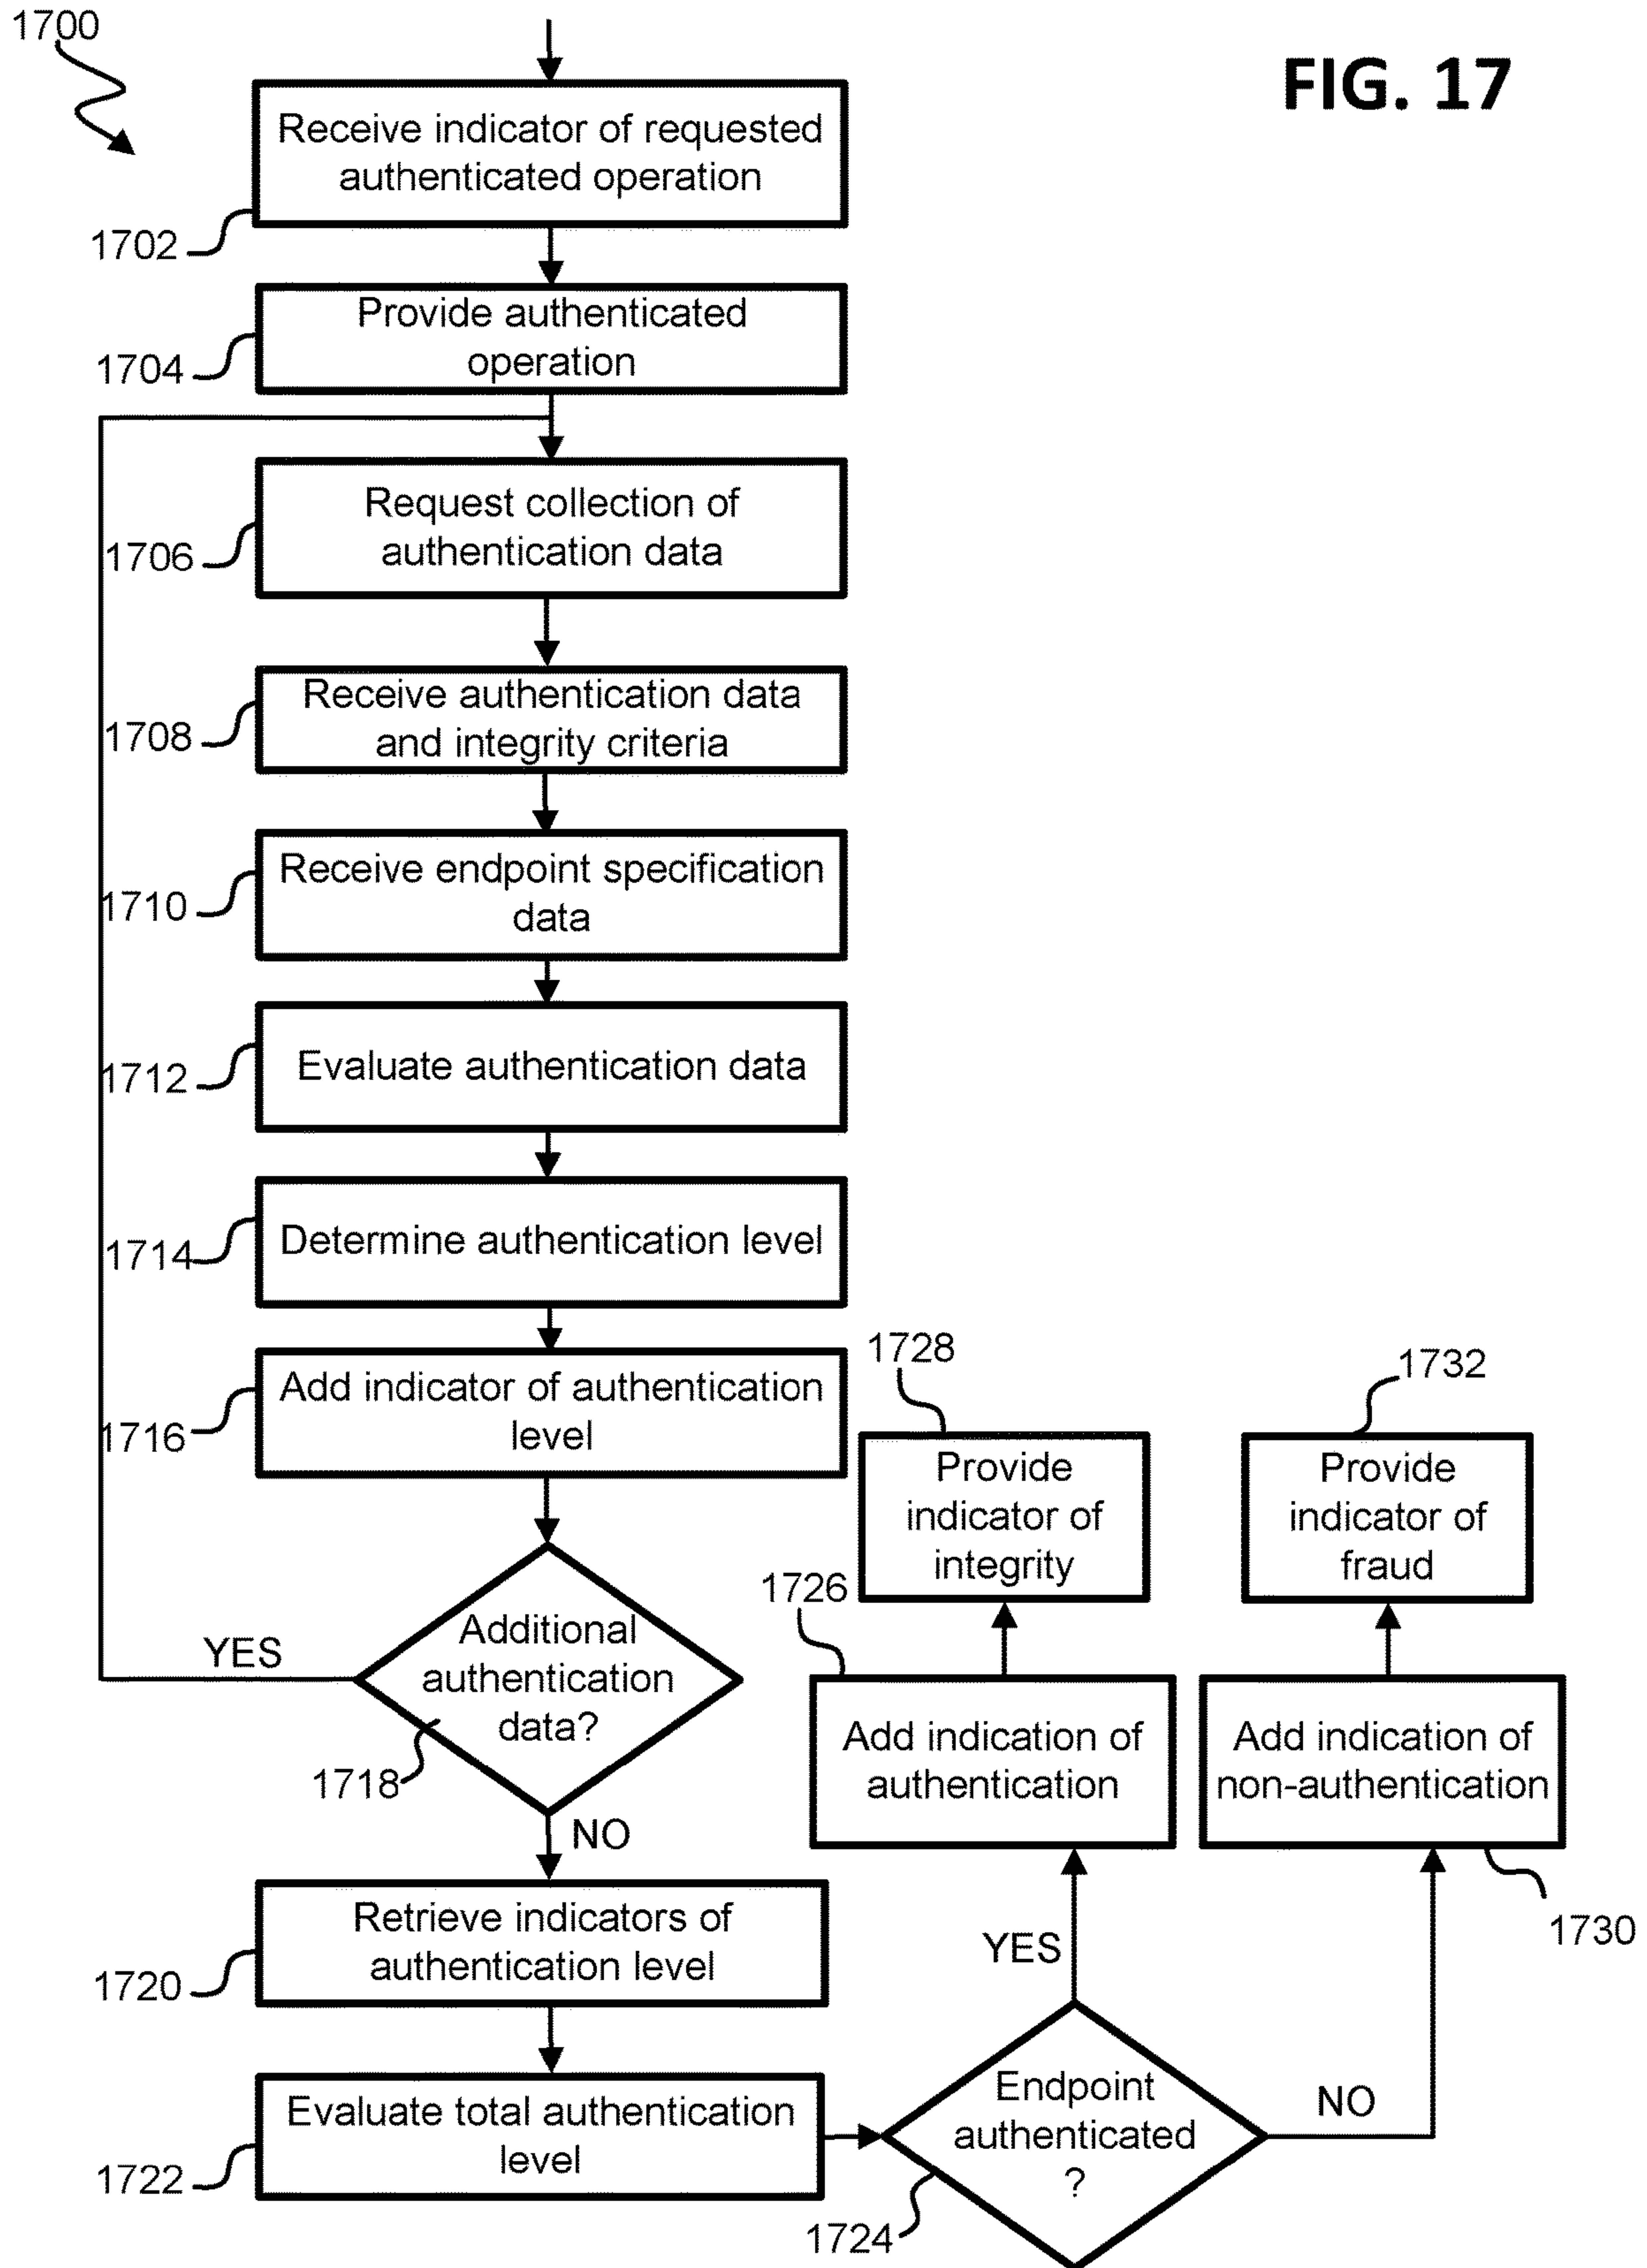 1700
FIG. 17
Receive indicator of requested
authenticated operation
1702
Provide authenticated
operation
1704
Request collection of
authentication data
1706
Receive authentication data
and integrity criteria
1708
Receive endpoint specification
data
1710
Evaluate authentication data
1712
Determine authentication level
1714
Add indicator of authentication
level
1716
Additional
authentication
data?
YES
1718
NO
Retrieve indicators of
authentication level
1720
Evaluate total authentication
level
1722
Endpoint
authenticated
?
1724
YES
NO
Add indication of
authentication
1726
Provide
indicator of
integrity
1728
Add indication of
non-authentication
1730
Provide
indicator of
fraud
1732